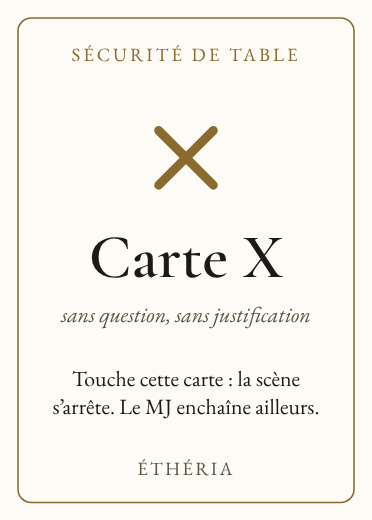 SÉCURITÉ DE TABLE
Carte X
sans question, sans justification
Touche cette carte : la scène
s’arrête. Le MJ enchaîne ailleurs.
ÉTHÉRIA